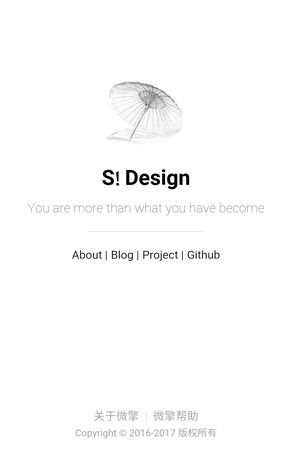 S! Design
You are more than what you have become
About | Blog | Project | Github
关于微擎 | 微擎帮助
Copyright © 2016-2017 版权所有